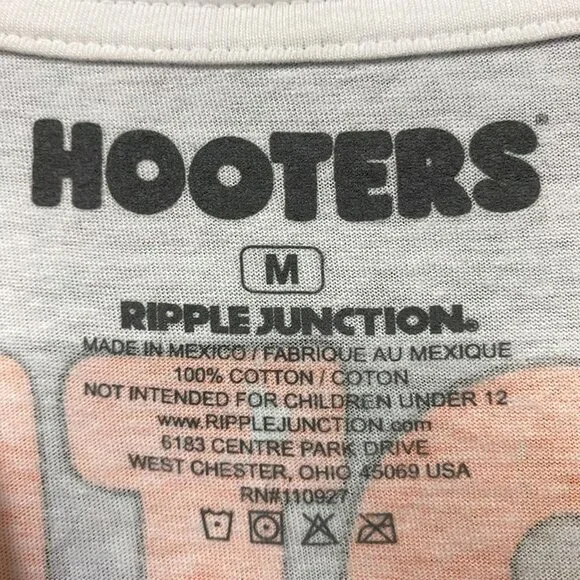 HOOTERS®
M
RIPPLE JUNCTION®
MADE IN MEXICO / FABRIQUE AU MEXIQUE
100% COTTON / COTON
NOT INTENDED FOR CHILDREN UNDER 12
www.RIPPLEJUNCTION.com
6183 CENTRE PARK DRIVE
WEST CHESTER, OHIO 45069 USA
RN#110927